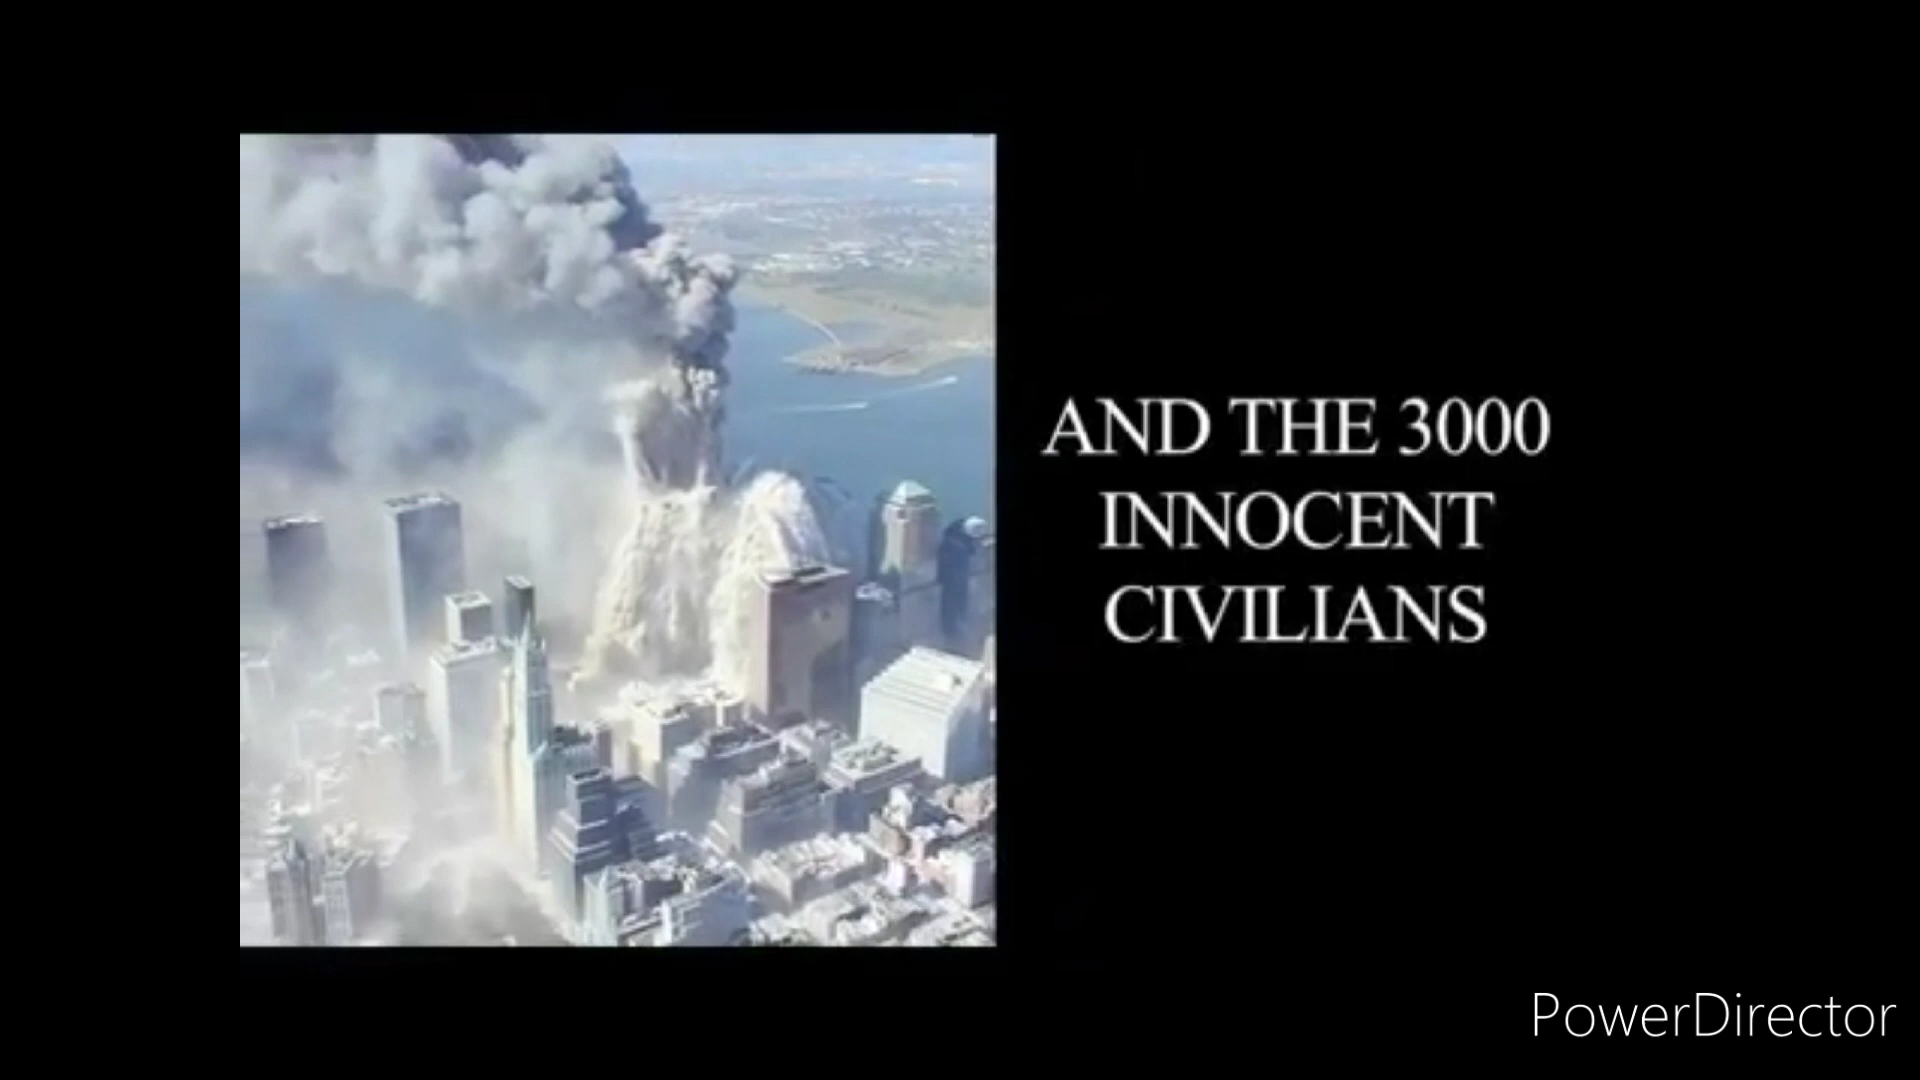 AND THE 3000
INNOCENT
CIVILIANS
PowerDirector